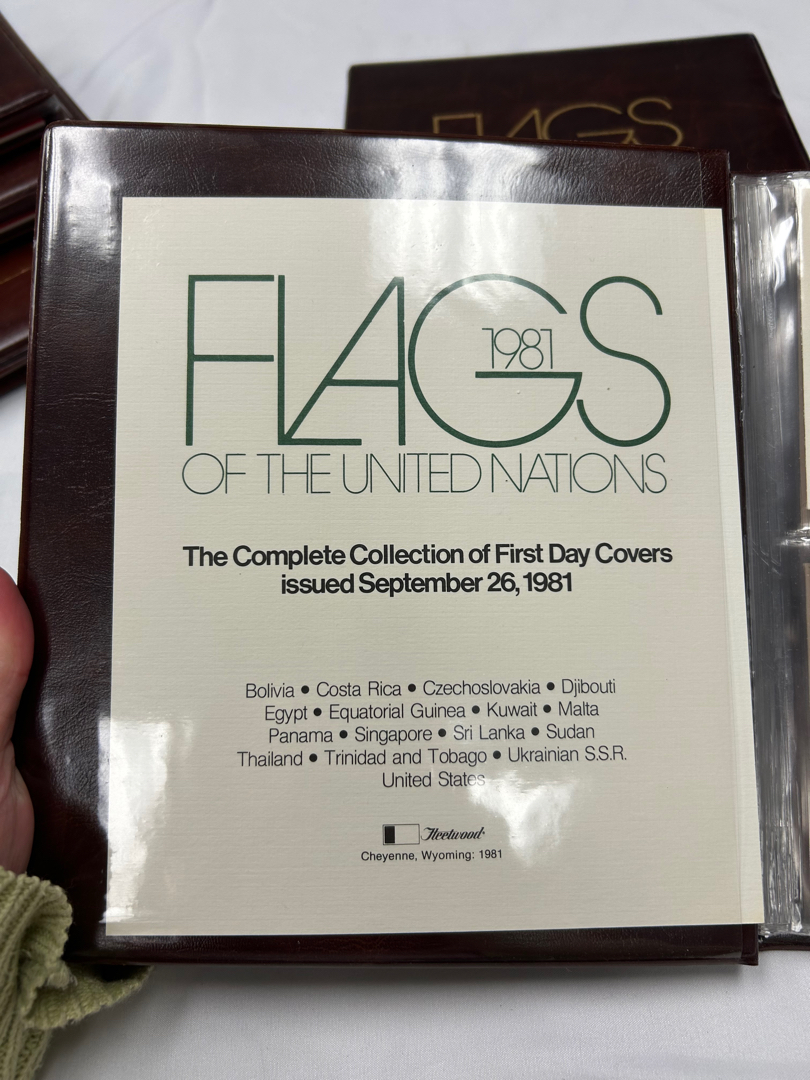 FLAGS
FLAGS
1981
OF THE UNITED NATIONS
The Complete Collection of First Day Covers
issued September 26, 1981
Bolivia • Costa Rica • Czechoslovakia • Djibouti
Egypt • Equatorial Guinea • Kuwait • Malta
Panama • Singapore • Sri Lanka • Sudan
Thailand • Trinidad and Tobago • Ukrainian S.S.R.
United States
Fleetwood
Cheyenne, Wyoming: 1981